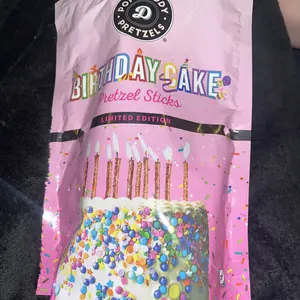 D
PRETZELS
BIRTHDAY CAKE
Pretzel Sticks
LIMITED EDITION